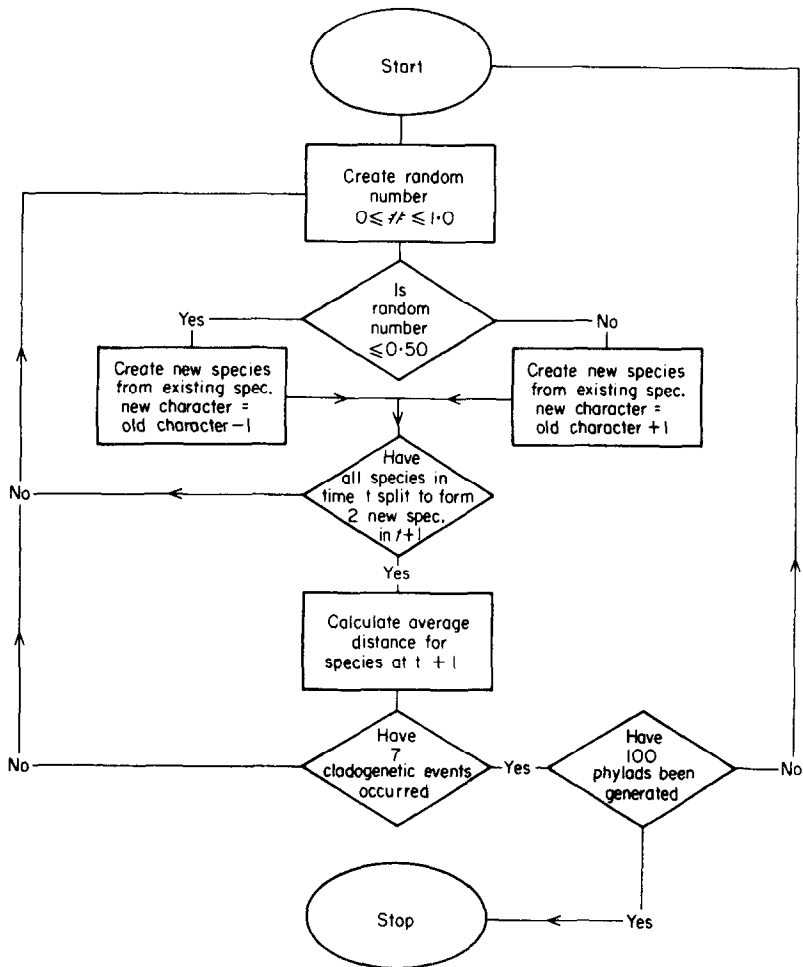 Start
Create random
number
0 ≤ # ≤ 1·0
Is
random
number
≤0·50
Yes
No
Create new species
from existing spec.
new character =
old character −1
Create new species
from existing spec.
new character =
old character +1
Have
all species in
time t split to form
2 new spec.
in t+1
No
Yes
Calculate average
distance for
species at t + 1
Have
7
cladogenetic events
occurred
No
Yes
Have
100
phylads been
generated
No
Yes
Stop